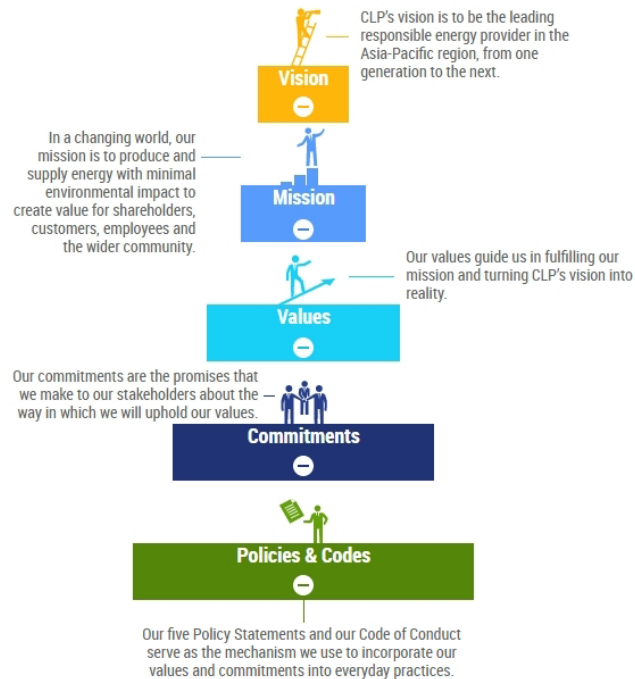 CLP's vision is to be the leading
responsible energy provider in the
Asia-Pacific region, from one
generation to the next.
Vision
In a changing world, our
mission is to produce and
supply energy with minimal
environmental impact to
create value for shareholders,
customers, employees and
the wider community.
Mission
Our values guide us in fulfilling our
mission and turning CLP's vision into
reality.
Values
Our commitments are the promises that
we make to our stakeholders about the
way in which we will uphold our values.
Commitments
Policies & Codes
Our five Policy Statements and our Code of Conduct
serve as the mechanism we use to incorporate our
values and commitments into everyday practices.